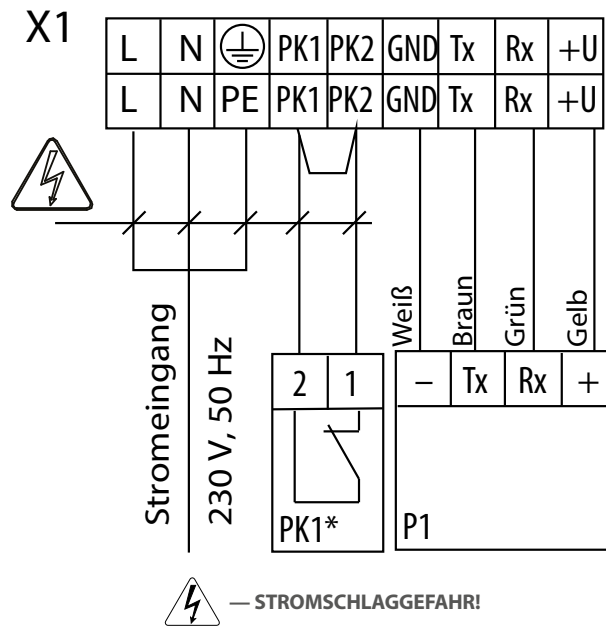 X1
L N PK1 PK2 GND Tx Rx +U
L N PE PK1 PK2 GND Tx Rx +U
Stromeingang
230 V, 50 Hz
Weiß
Braun
Grün
Gelb
2 1
PK1*
– Tx Rx +
P1
— STROMSCHLAGGEFAHR!